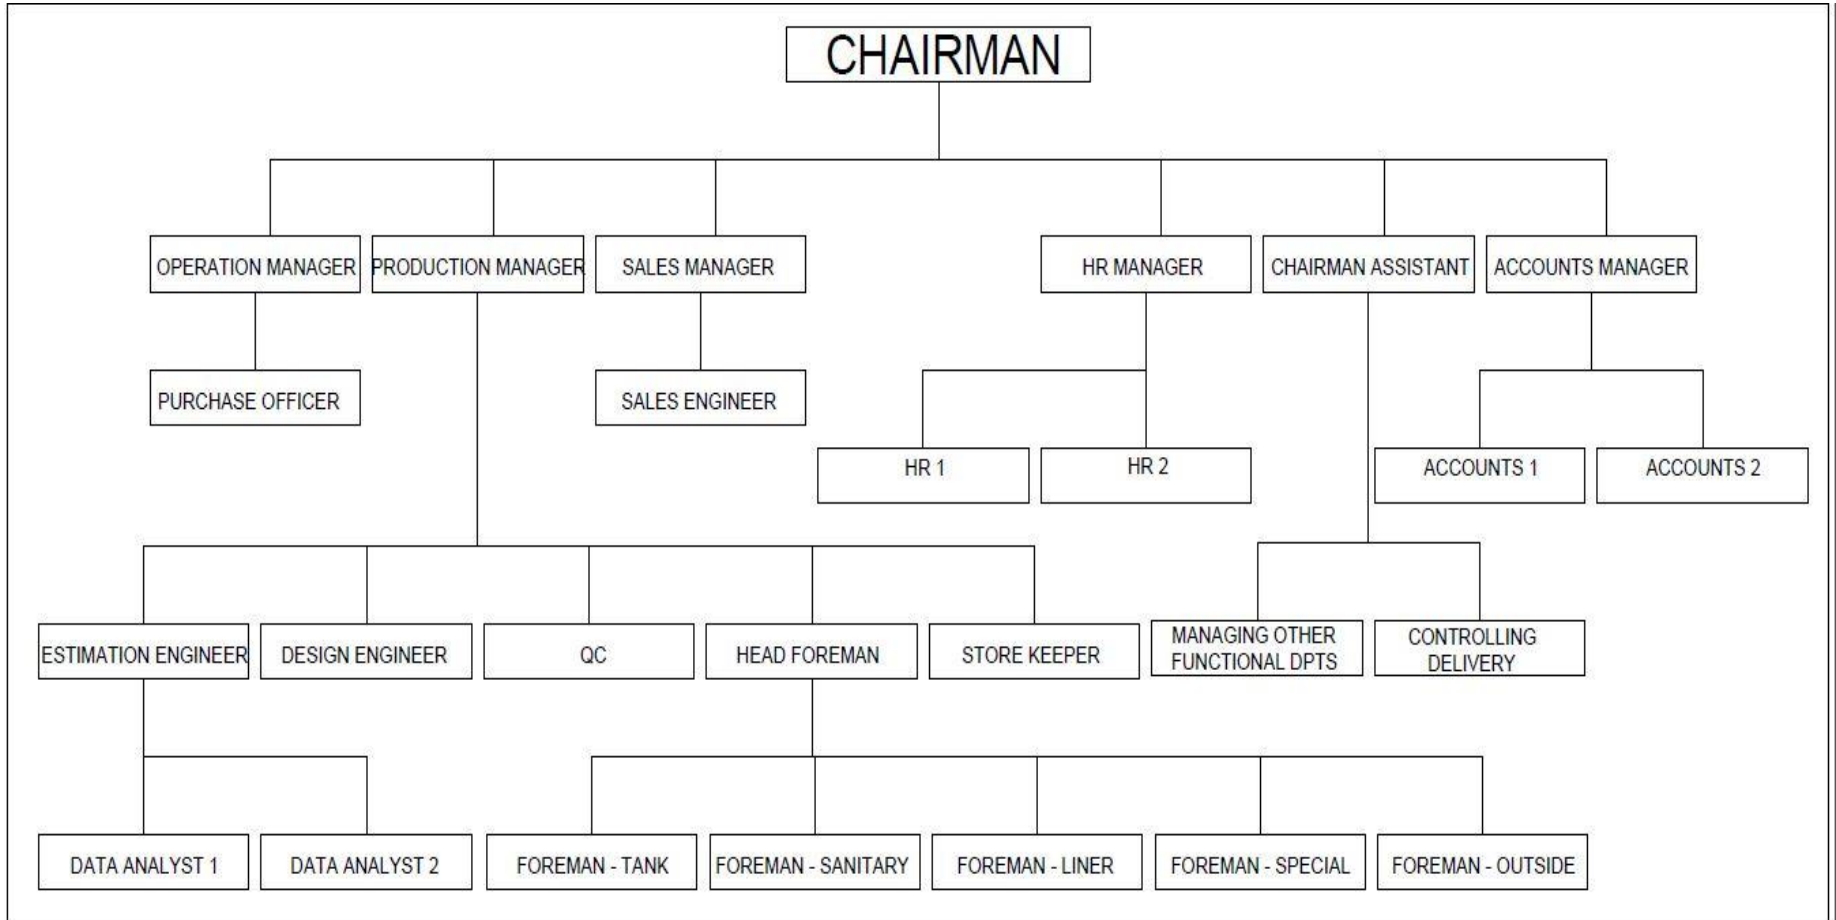 CHAIRMAN
OPERATION MANAGER
PRODUCTION MANAGER
SALES MANAGER
HR MANAGER
CHAIRMAN ASSISTANT
ACCOUNTS MANAGER
PURCHASE OFFICER
SALES ENGINEER
HR 1
HR 2
ACCOUNTS 1
ACCOUNTS 2
ESTIMATION ENGINEER
DESIGN ENGINEER
QC
HEAD FOREMAN
STORE KEEPER
MANAGING OTHER
FUNCTIONAL DPTS
CONTROLLING
DELIVERY
DATA ANALYST 1
DATA ANALYST 2
FOREMAN - TANK
FOREMAN - SANITARY
FOREMAN - LINER
FOREMAN - SPECIAL
FOREMAN - OUTSIDE